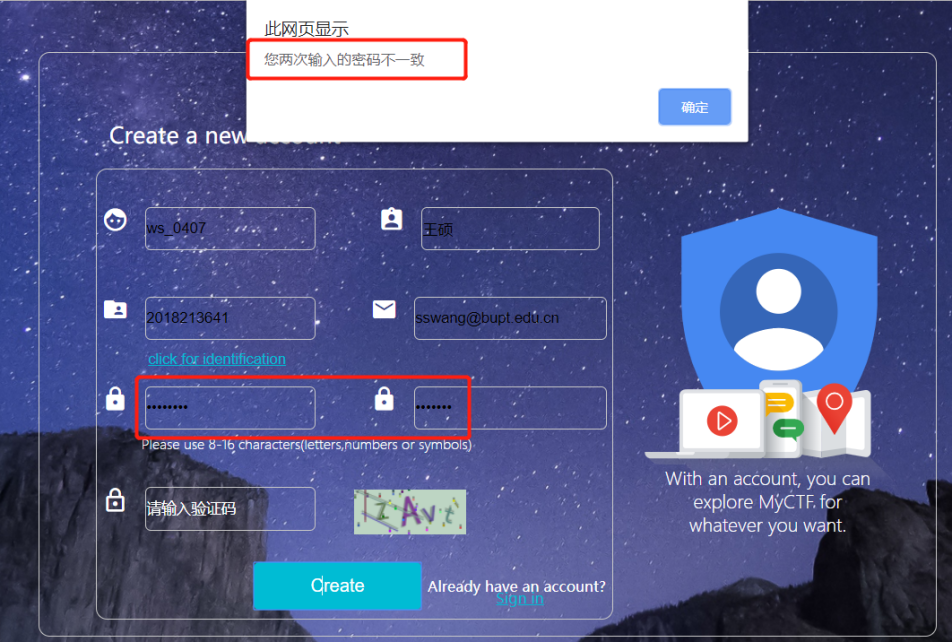 此网页显示
您两次输入的密码不一致
确定
Create a new account
ws_0407
王硕
2018213641
sswang@bupt.edu.cn
click for identification
••••••••
•••••••
Please use 8-16 characters(letters,numbers or symbols)
请输入验证码
With an account, you can
explore MyCTF for
whatever you want.
Create
Already have an account?
Sign in